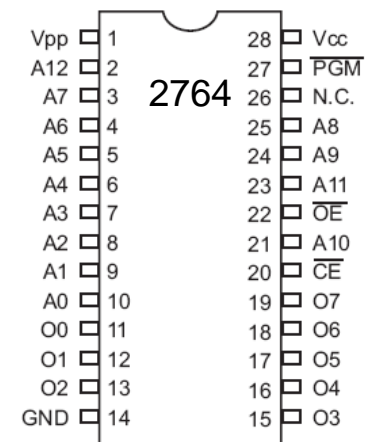 Vpp 1 28 Vcc
A12 2 27 PGM
A7 3 2764 26 N.C.
A6 4 25 A8
A5 5 24 A9
A4 6 23 A11
A3 7 22 OE
A2 8 21 A10
A1 9 20 CE
A0 10 19 O7
O0 11 18 O6
O1 12 17 O5
O2 13 16 O4
GND 14 15 O3